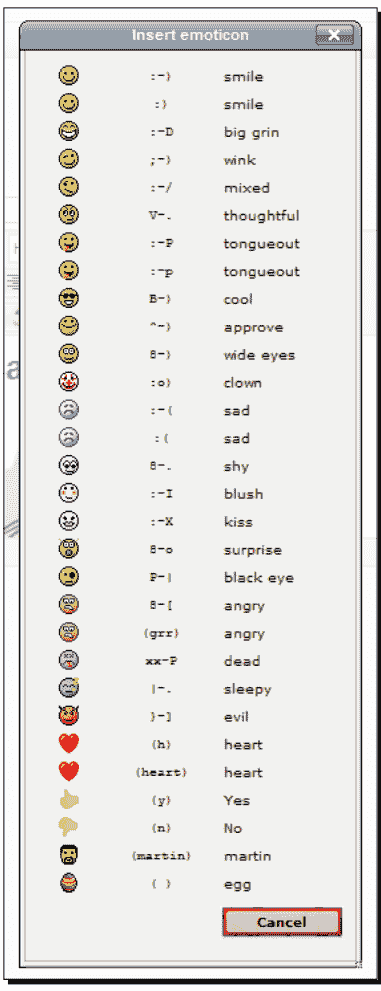 Insert emoticon
:-) smile
:) smile
:-D big grin
;-) wink
:-/ mixed
V-. thoughtful
:-P tongueout
:-p tongueout
B-) cool
^-) approve
8-) wide eyes
:o) clown
:-( sad
:( sad
8-. shy
:-I blush
:-X kiss
8-o surprise
P-| black eye
8-[ angry
(grr) angry
xx-P dead
|-. sleepy
}-] evil
(h) heart
(heart) heart
(y) Yes
(n) No
(martin) martin
( ) egg
Cancel